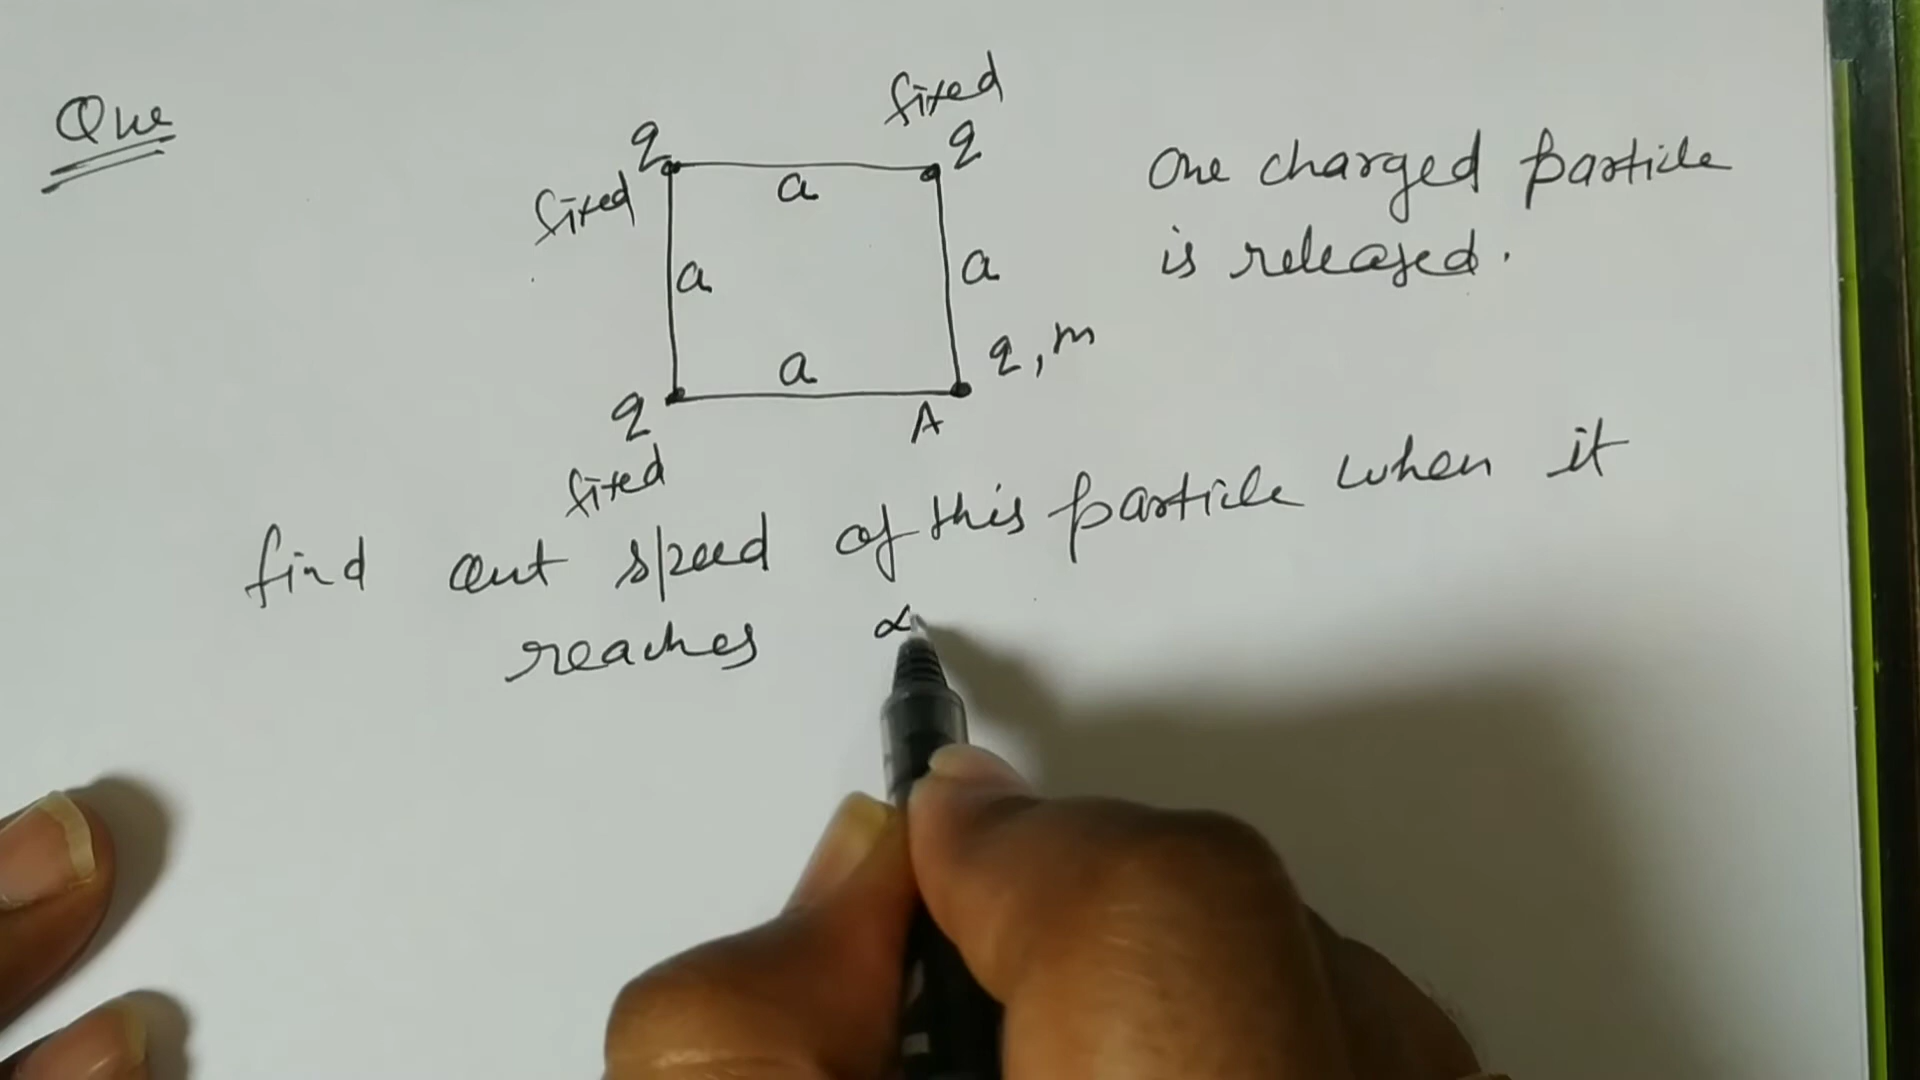 Que
fixed
q
q
fixed
a
One charged particle
is released.
a
a
a
q, m
q
A
fixed
find out speed of this particle when it
reaches